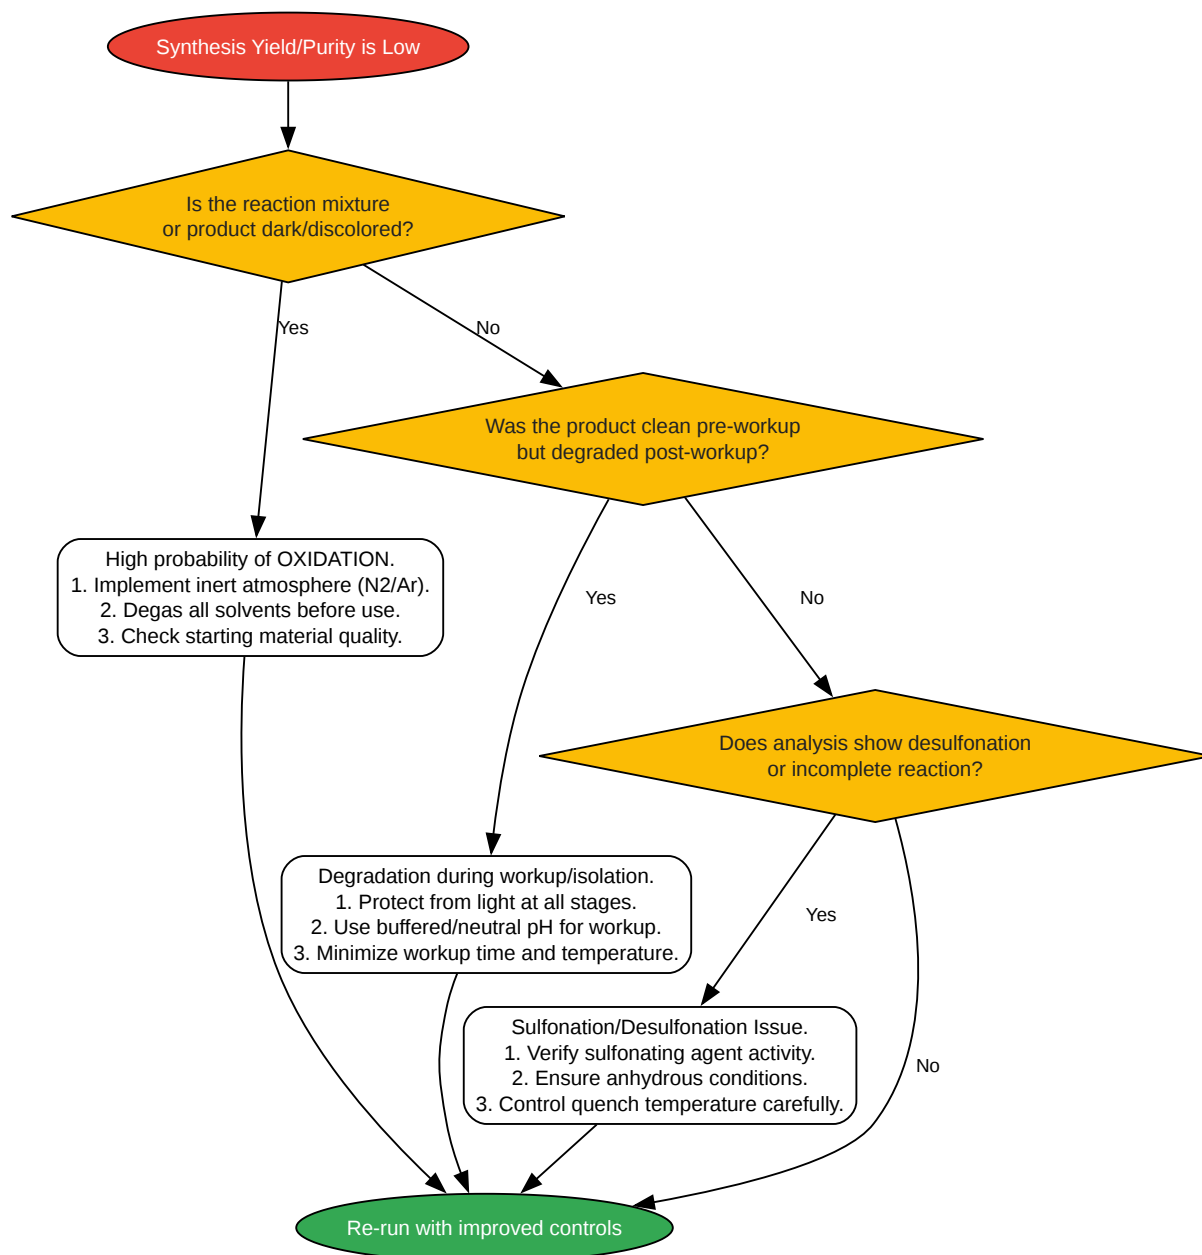 Synthesis Yield/Purity is Low
Is the reaction mixture
or product dark/discolored?
Yes
No
Was the product clean pre-workup
but degraded post-workup?
High probability of OXIDATION.
1. Implement inert atmosphere (N2/Ar).
2. Degas all solvents before use.
3. Check starting material quality.
Yes
No
Does analysis show desulfonation
or incomplete reaction?
Degradation during workup/isolation.
1. Protect from light at all stages.
2. Use buffered/neutral pH for workup.
3. Minimize workup time and temperature.
Yes
Sulfonation/Desulfonation Issue.
1. Verify sulfonating agent activity.
2. Ensure anhydrous conditions.
3. Control quench temperature carefully.
No
Re-run with improved controls